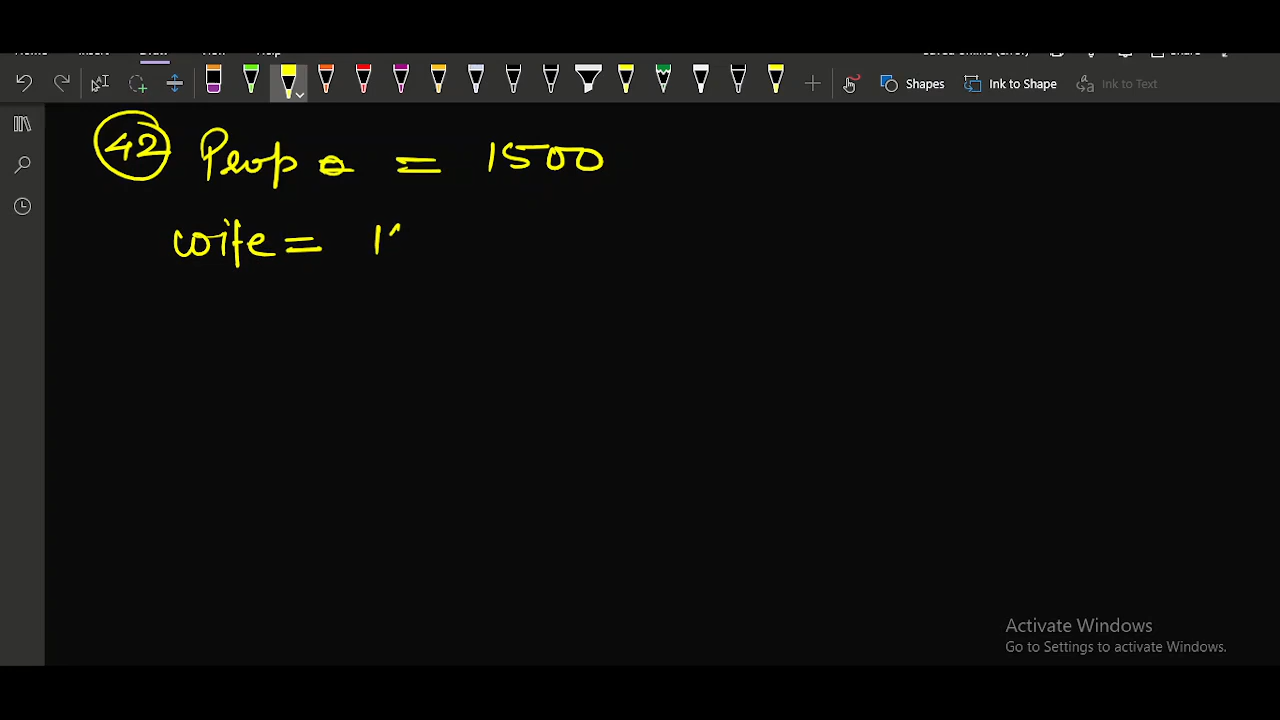 Shapes Ink to Shape Ink to Text
42 Prop = 1500
wife = 1
Activate Windows
Go to Settings to activate Windows.